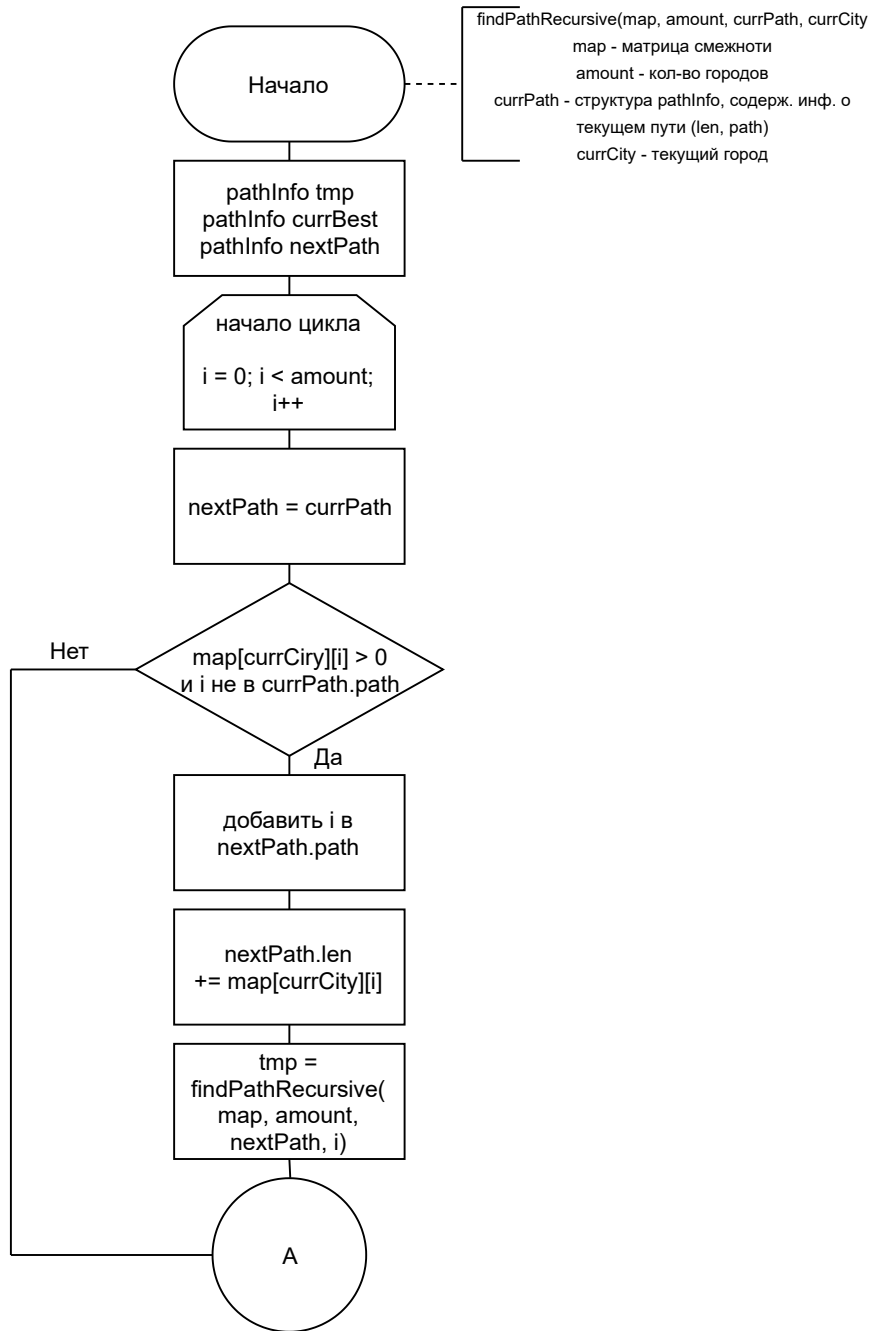 findPathRecursive(map, amount, currPath, currCity
map - матрица смежноти
amount - кол-во городов
currPath - структура pathInfo, содерж. инф. о
текущем пути (len, path)
currCity - текущий город
Начало
pathInfo tmp
pathInfo currBest
pathInfo nextPath
начало цикла
i = 0; i < amount;
i++
nextPath = currPath
Нет
map[currCiry][i] > 0
и i не в currPath.path
Да
добавить i в
nextPath.path
nextPath.len
+= map[currCity][i]
tmp =
findPathRecursive(
map, amount,
nextPath, i)
A